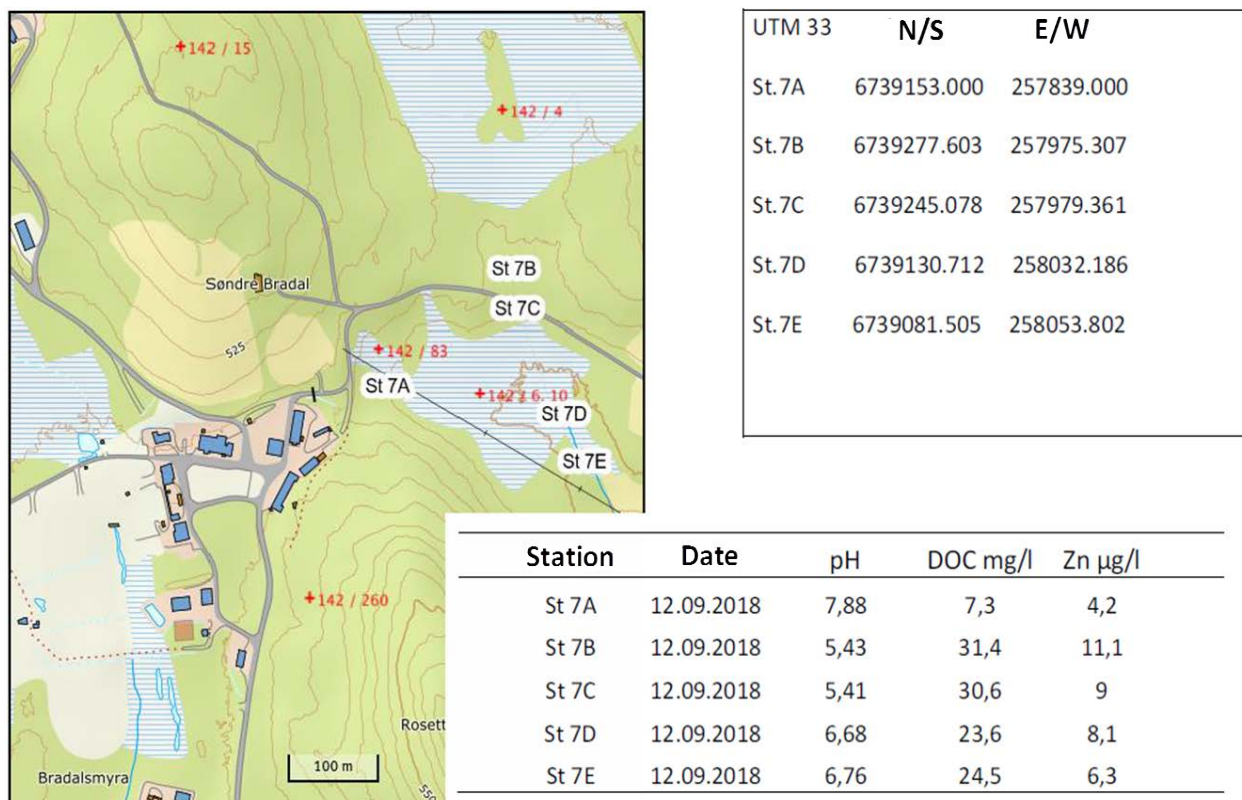 142 / 15
142 / 4
St 7B
Søndre Bradal
St 7C
525
142 / 83
St 7A
142 / 6. 10
St 7D
St 7E
142 / 260
Rosett
100 m
Bradalsmyra
550
UTM 33 N/S E/W
St.7A 6739153.000 257839.000
St.7B 6739277.603 257975.307
St.7C 6739245.078 257979.361
St.7D 6739130.712 258032.186
St.7E 6739081.505 258053.802
Station Date pH DOC mg/l Zn µg/l
St 7A 12.09.2018 7,88 7,3 4,2
St 7B 12.09.2018 5,43 31,4 11,1
St 7C 12.09.2018 5,41 30,6 9
St 7D 12.09.2018 6,68 23,6 8,1
St 7E 12.09.2018 6,76 24,5 6,3